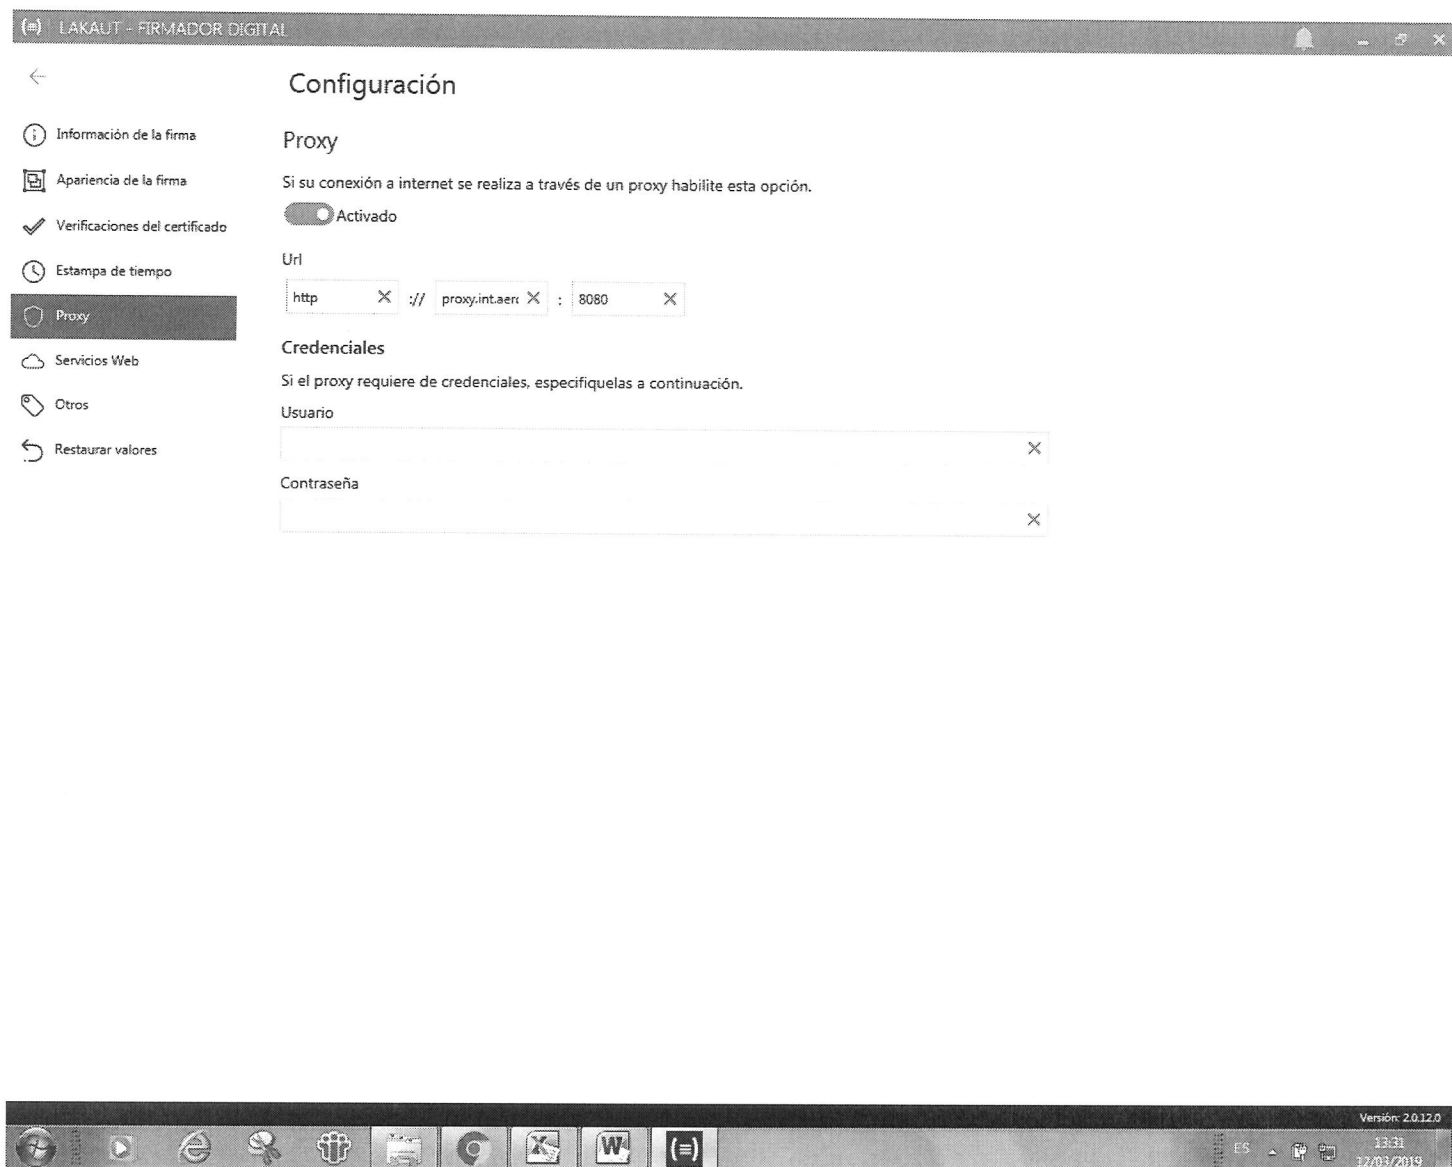 (=) LAKAUT - FIRMADOR DIGITAL
Configuración
Información de la firma
Apariencia de la firma
Verificaciones del certificado
Estampa de tiempo
Proxy
Servicios Web
Otros
Restaurar valores
Proxy
Si su conexión a internet se realiza a través de un proxy habilite esta opción.
Activado
Url
http :// proxy.int.aer : 8080
Credenciales
Si el proxy requiere de credenciales, especifiquelas a continuación.
Usuario
Contraseña
Versión: 2.0.12.0
ES
13:31
12/03/2019